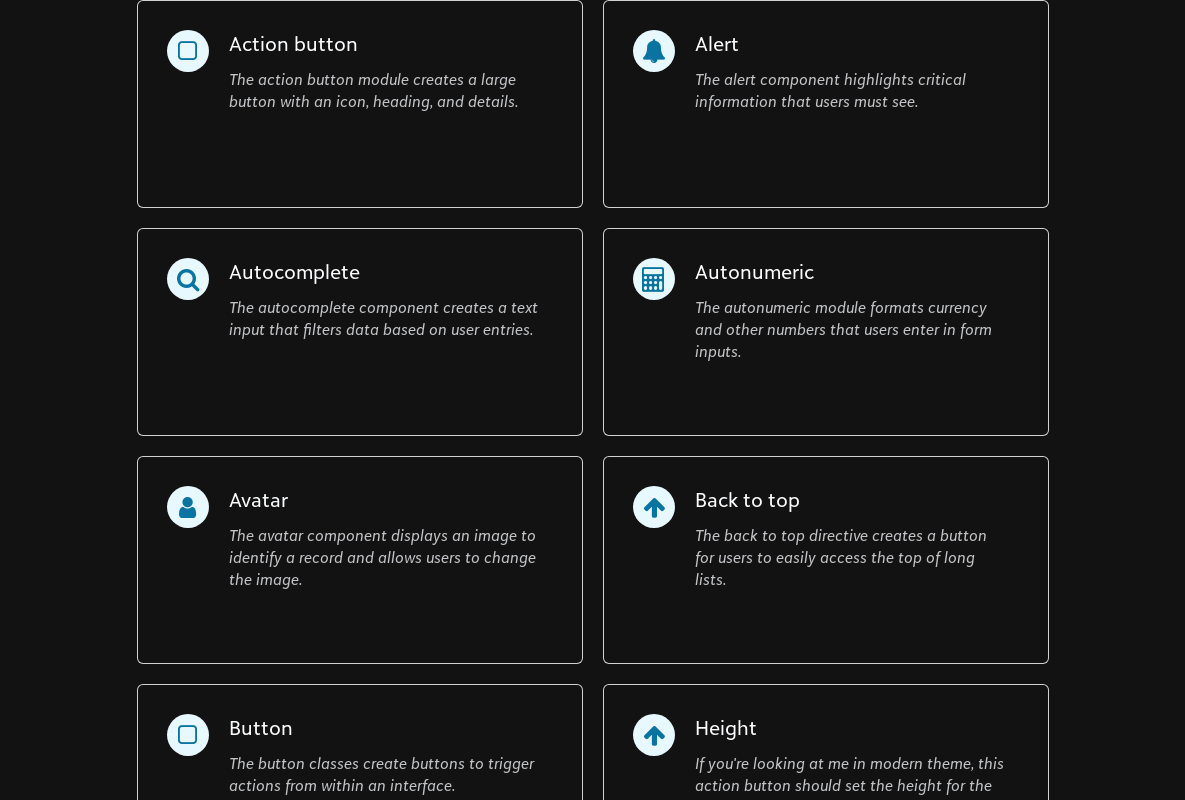 Action button
The action button module creates a large
button with an icon, heading, and details.
Alert
The alert component highlights critical
information that users must see.
Autocomplete
The autocomplete component creates a text
input that filters data based on user entries.
Autonumeric
The autonumeric module formats currency
and other numbers that users enter in form
inputs.
Avatar
The avatar component displays an image to
identify a record and allows users to change
the image.
Back to top
The back to top directive creates a button
for users to easily access the top of long
lists.
Button
The button classes create buttons to trigger
actions from within an interface.
Height
If you're looking at me in modern theme, this
action button should set the height for the